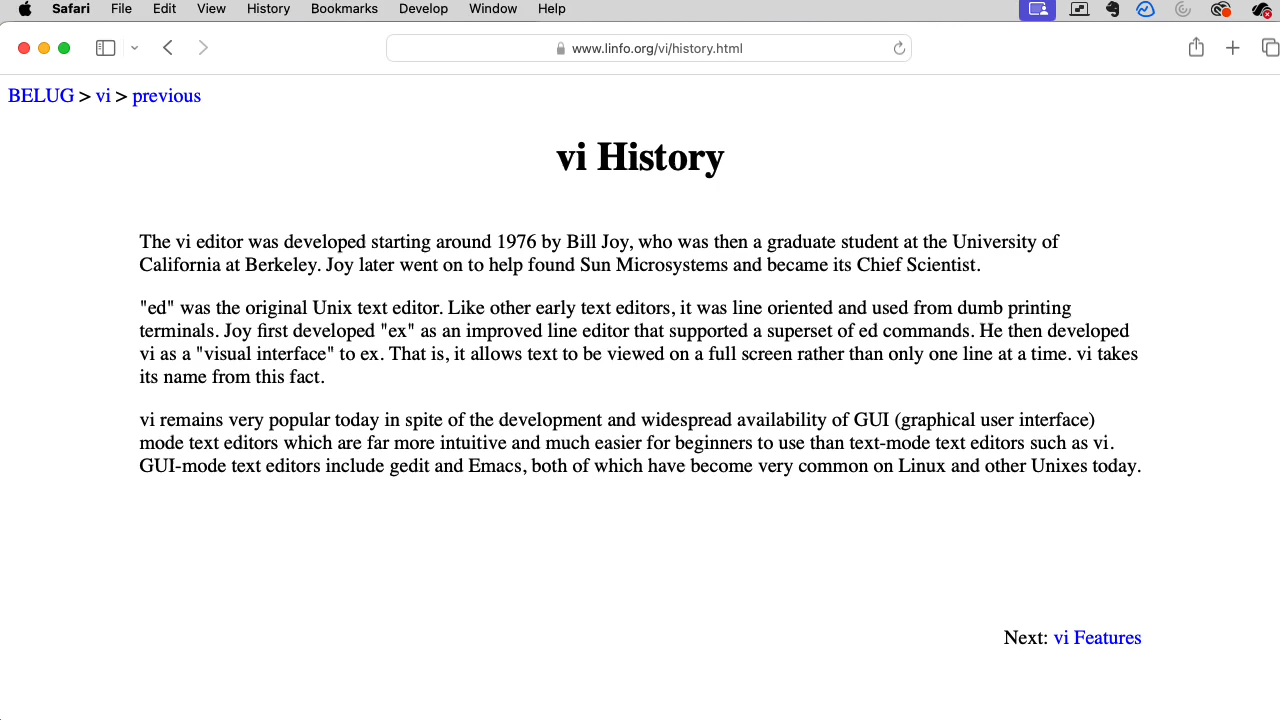 Safari File Edit View History Bookmarks Develop Window Help
www.linfo.org/vi/history.html
BELUG > vi > previous
vi History
The vi editor was developed starting around 1976 by Bill Joy, who was then a graduate student at the University of
California at Berkeley. Joy later went on to help found Sun Microsystems and became its Chief Scientist.
"ed" was the original Unix text editor. Like other early text editors, it was line oriented and used from dumb printing
terminals. Joy first developed "ex" as an improved line editor that supported a superset of ed commands. He then developed
vi as a "visual interface" to ex. That is, it allows text to be viewed on a full screen rather than only one line at a time. vi takes
its name from this fact.
vi remains very popular today in spite of the development and widespread availability of GUI (graphical user interface)
mode text editors which are far more intuitive and much easier for beginners to use than text-mode text editors such as vi.
GUI-mode text editors include gedit and Emacs, both of which have become very common on Linux and other Unixes today.
Next: vi Features